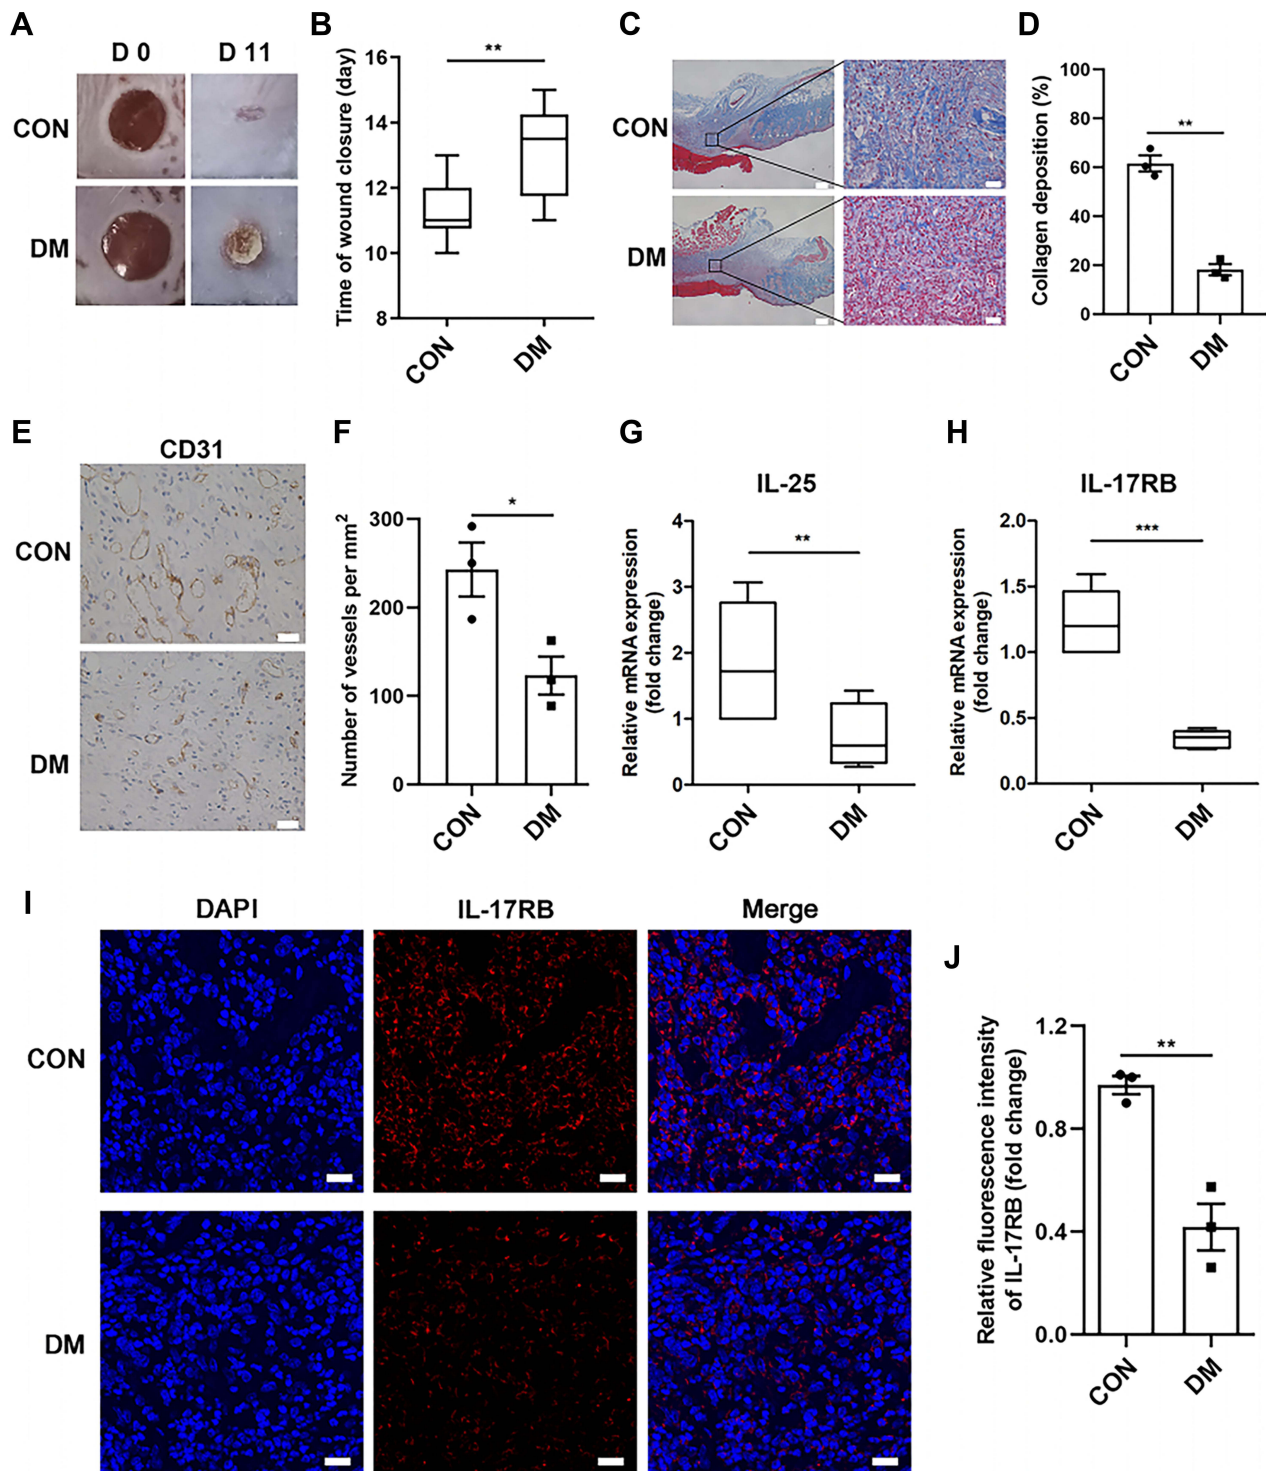 A
D 0
D 11
CON
DM
B
Time of wound closure (day)
16
14
12
10
8
**
CON
DM
C
CON
DM
D
Collagen deposition (%)
100
80
60
40
20
0
**
CON
DM
E
CD31
CON
DM
F
Number of vessels per mm²
300
200
100
0
*
CON
DM
G
IL-25
Relative mRNA expression
(fold change)
4
3
2
1
0
**
CON
DM
H
IL-17RB
Relative mRNA expression
(fold change)
2.0
1.5
1.0
0.5
0.0
***
CON
DM
I
DAPI
IL-17RB
Merge
CON
DM
J
Relative fluorescence intensity
of IL-17RB (fold change)
1.2
0.8
0.4
0.0
**
CON
DM